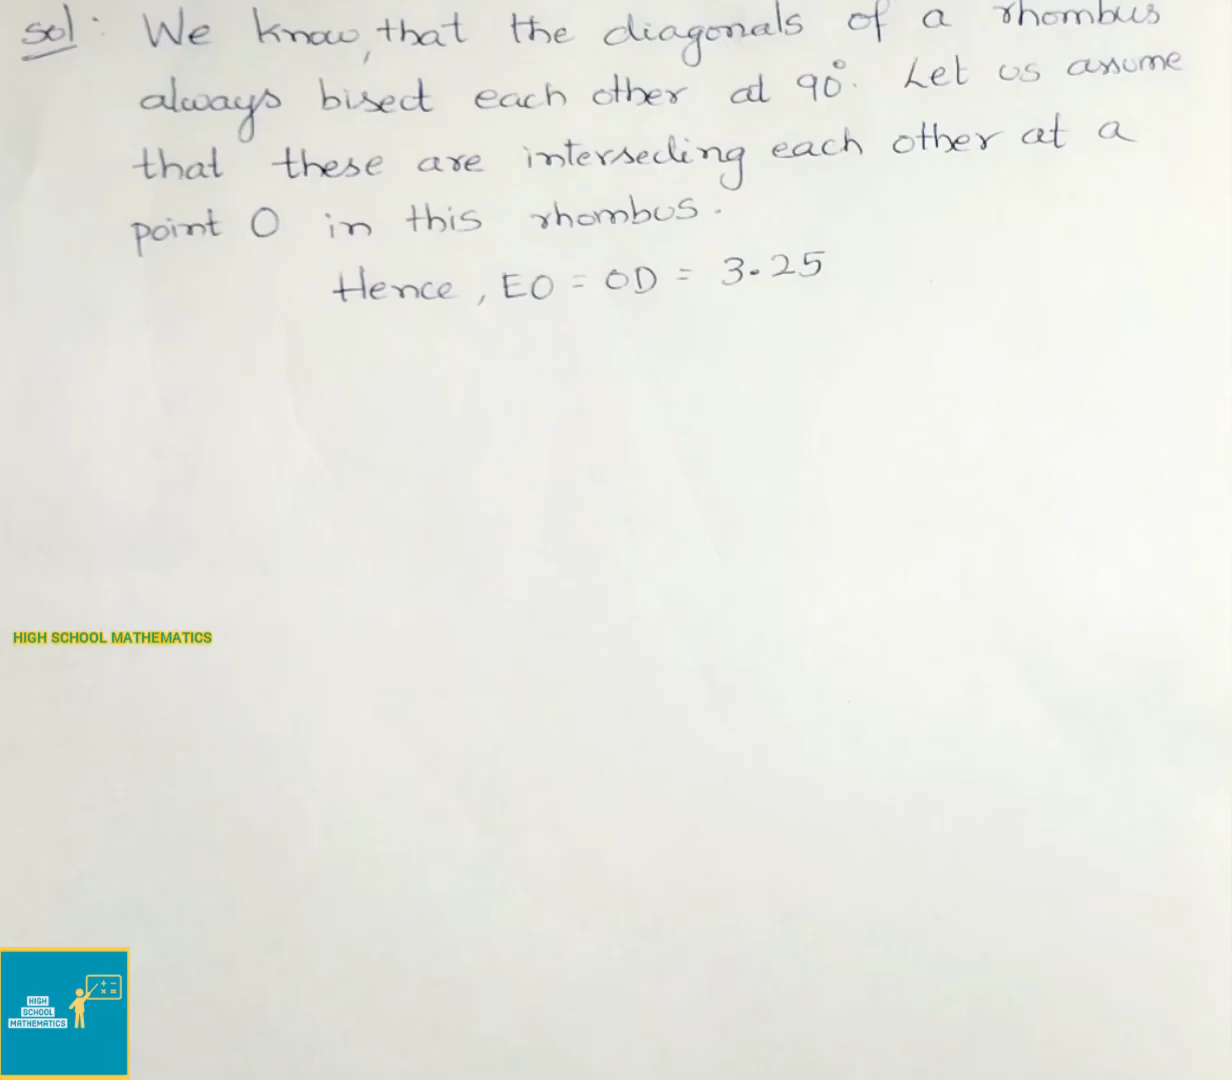 sol: We know, that the diagonals of a rhombus
always bisect each other at 90°. Let us assume
that these are interseding each other at a
point O in this rhombus.
Hence, EO = OD = 3.25
HIGH SCHOOL MATHEMATICS
HIGH
SCHOOL
MATHEMATICS
+ -
× =